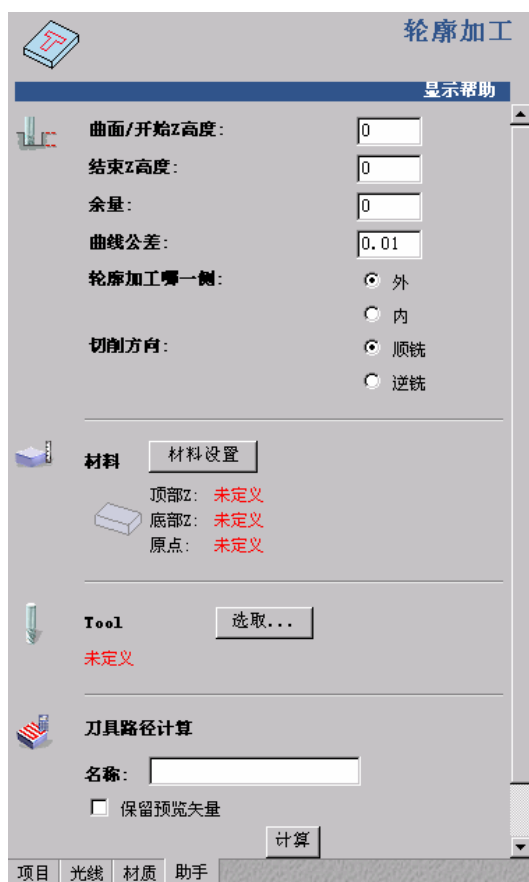 轮廓加工
显示帮助
曲面/开始Z高度: 0
结束Z高度: 0
余量: 0
曲线公差: 0.01
轮廓加工哪一侧: 外
内
切削方向: 顺铣
逆铣
材料 材料设置
顶部Z: 未定义
底部Z: 未定义
原点: 未定义
Tool 选取...
未定义
刀具路径计算
名称:
保留预览矢量
计算
项目 光线 材质 助手